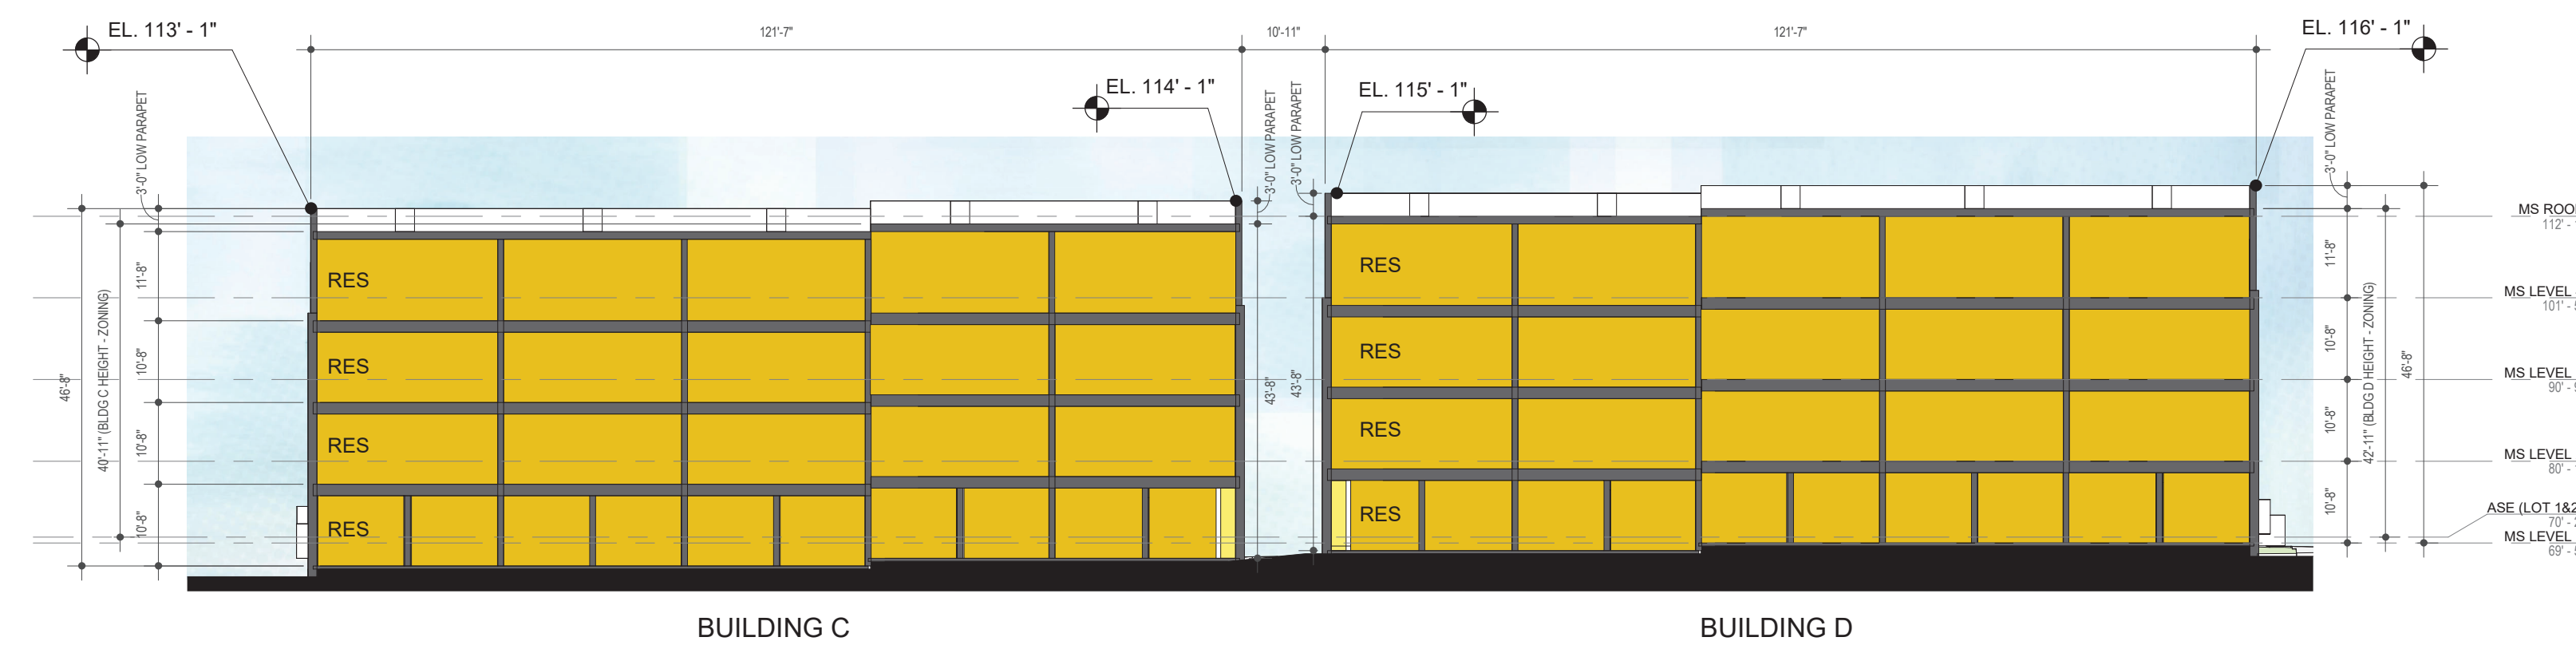 EL. 113' - 1"
121'-7"
10'-11"
121'-7"
EL. 116' - 1"
EL. 114' - 1"
EL. 115' - 1"
3'-0" LOW PARAPET
3'-0" LOW PARAPET
3'-0" LOW PARAPET
3'-0" LOW PARAPET
46'-8"
40'-11" (BLDG C HEIGHT - ZONING)
11'-8"
10'-8"
10'-8"
10'-8"
RES
RES
RES
RES
43'-8"
43'-8"
RES
RES
RES
RES
11'-8"
10'-8"
10'-8"
10'-8"
42'-11" (BLDG D HEIGHT - ZONING)
46'-8"
MS ROO
112' -
MS LEVEL
101' -
MS LEVEL
90' -
MS LEVEL
80' -
ASE (LOT 1&2
70' -
MS LEVEL
69' -
BUILDING C
BUILDING D